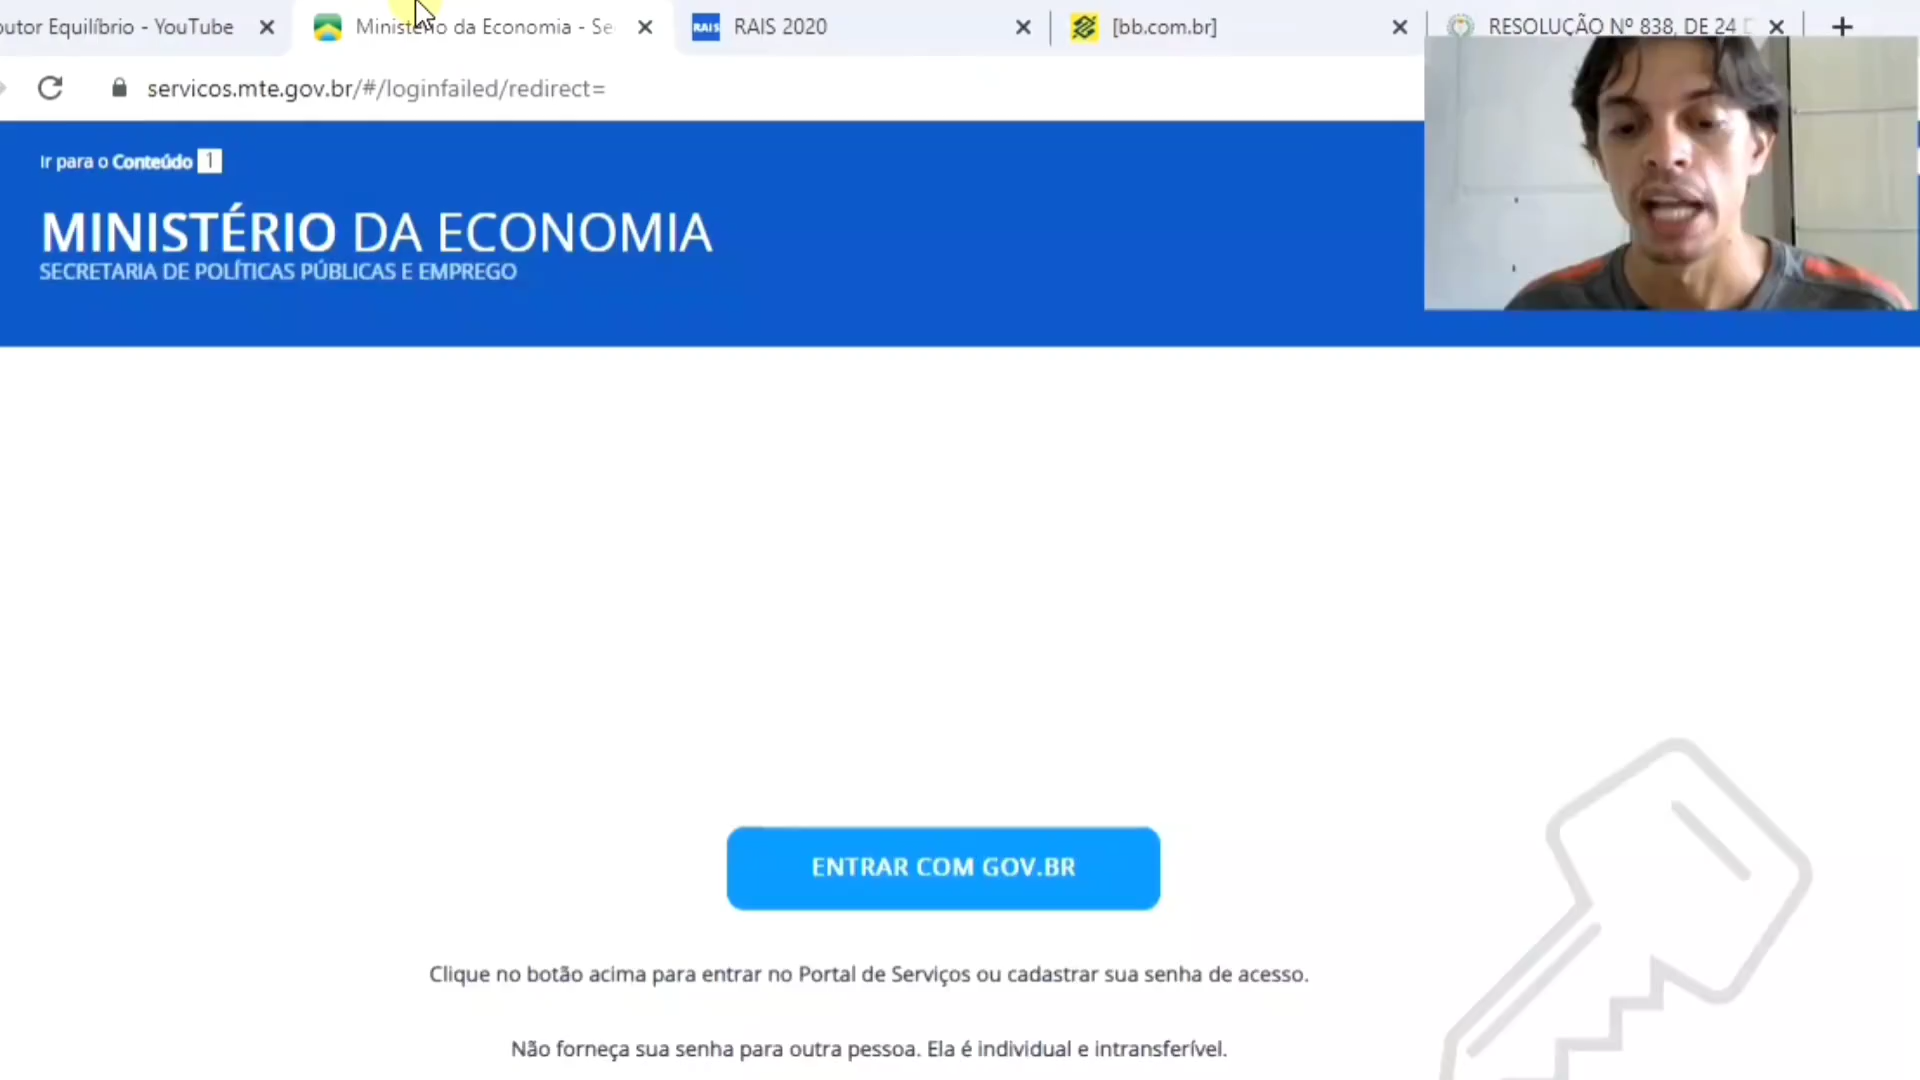 outor Equilíbrio - YouTube
Ministério da Economia - Se
RAIS
RAIS 2020
[bb.com.br]
RESOLUÇÃO Nº 838, DE 24 D
servicos.mte.gov.br/#/loginfailed/redirect=
Ir para o Conteúdo 1
MINISTÉRIO DA ECONOMIA
SECRETARIA DE POLÍTICAS PÚBLICAS E EMPREGO
ENTRAR COM GOV.BR
Clique no botão acima para entrar no Portal de Serviços ou cadastrar sua senha de acesso.
Não forneça sua senha para outra pessoa. Ela é individual e intransferível.